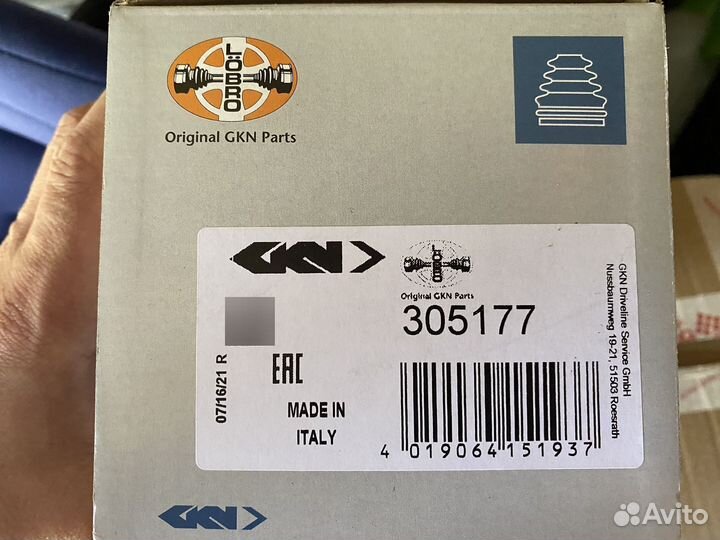 LÖBRO
Original GKN Parts
GKN
LÖBRO
Original GKN Parts
305177
07/16/21 R
EAC
MADE IN
ITALY
4 019064 151937
GKN Driveline Service GmbH
Nussbaumweg 19-21, 51503 Roesrath
GKN
Avito